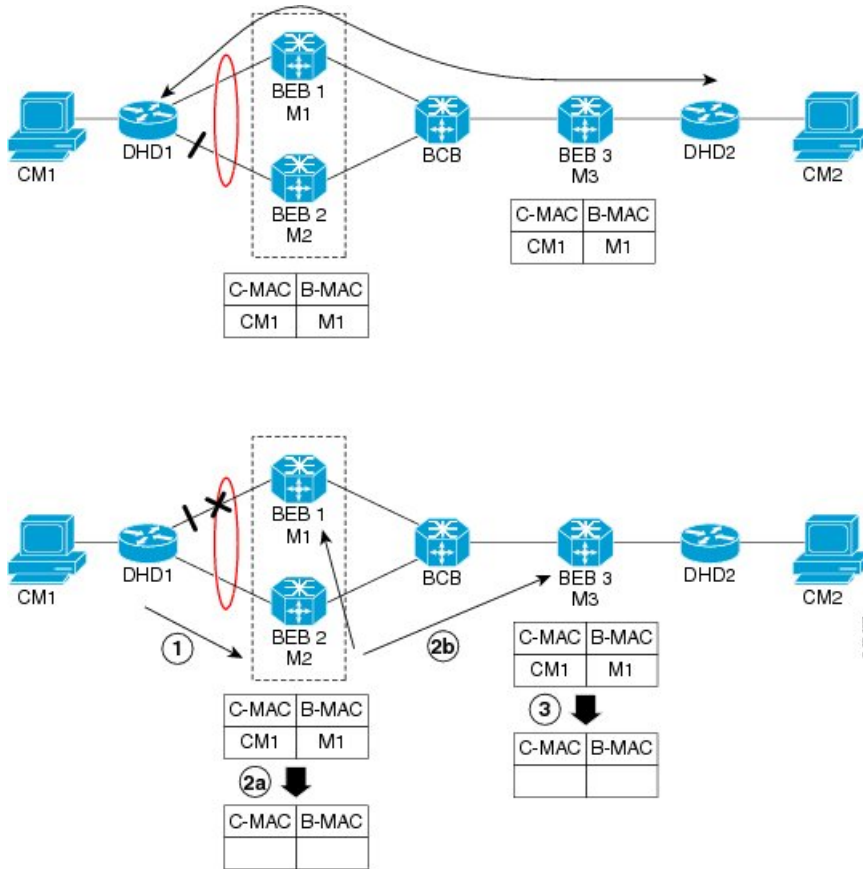 BEB 1
M1
CM1
DHD1
BEB 2
M2
BCB
BEB 3
M3
DHD2
CM2
C-MAC B-MAC
CM1 M1
C-MAC B-MAC
CM1 M1
BEB 1
M1
CM1
DHD1
BEB 2
M2
BCB
BEB 3
M3
DHD2
CM2
1
2b
C-MAC B-MAC
CM1 M1
3
C-MAC B-MAC
C-MAC B-MAC
CM1 M1
2a
C-MAC B-MAC